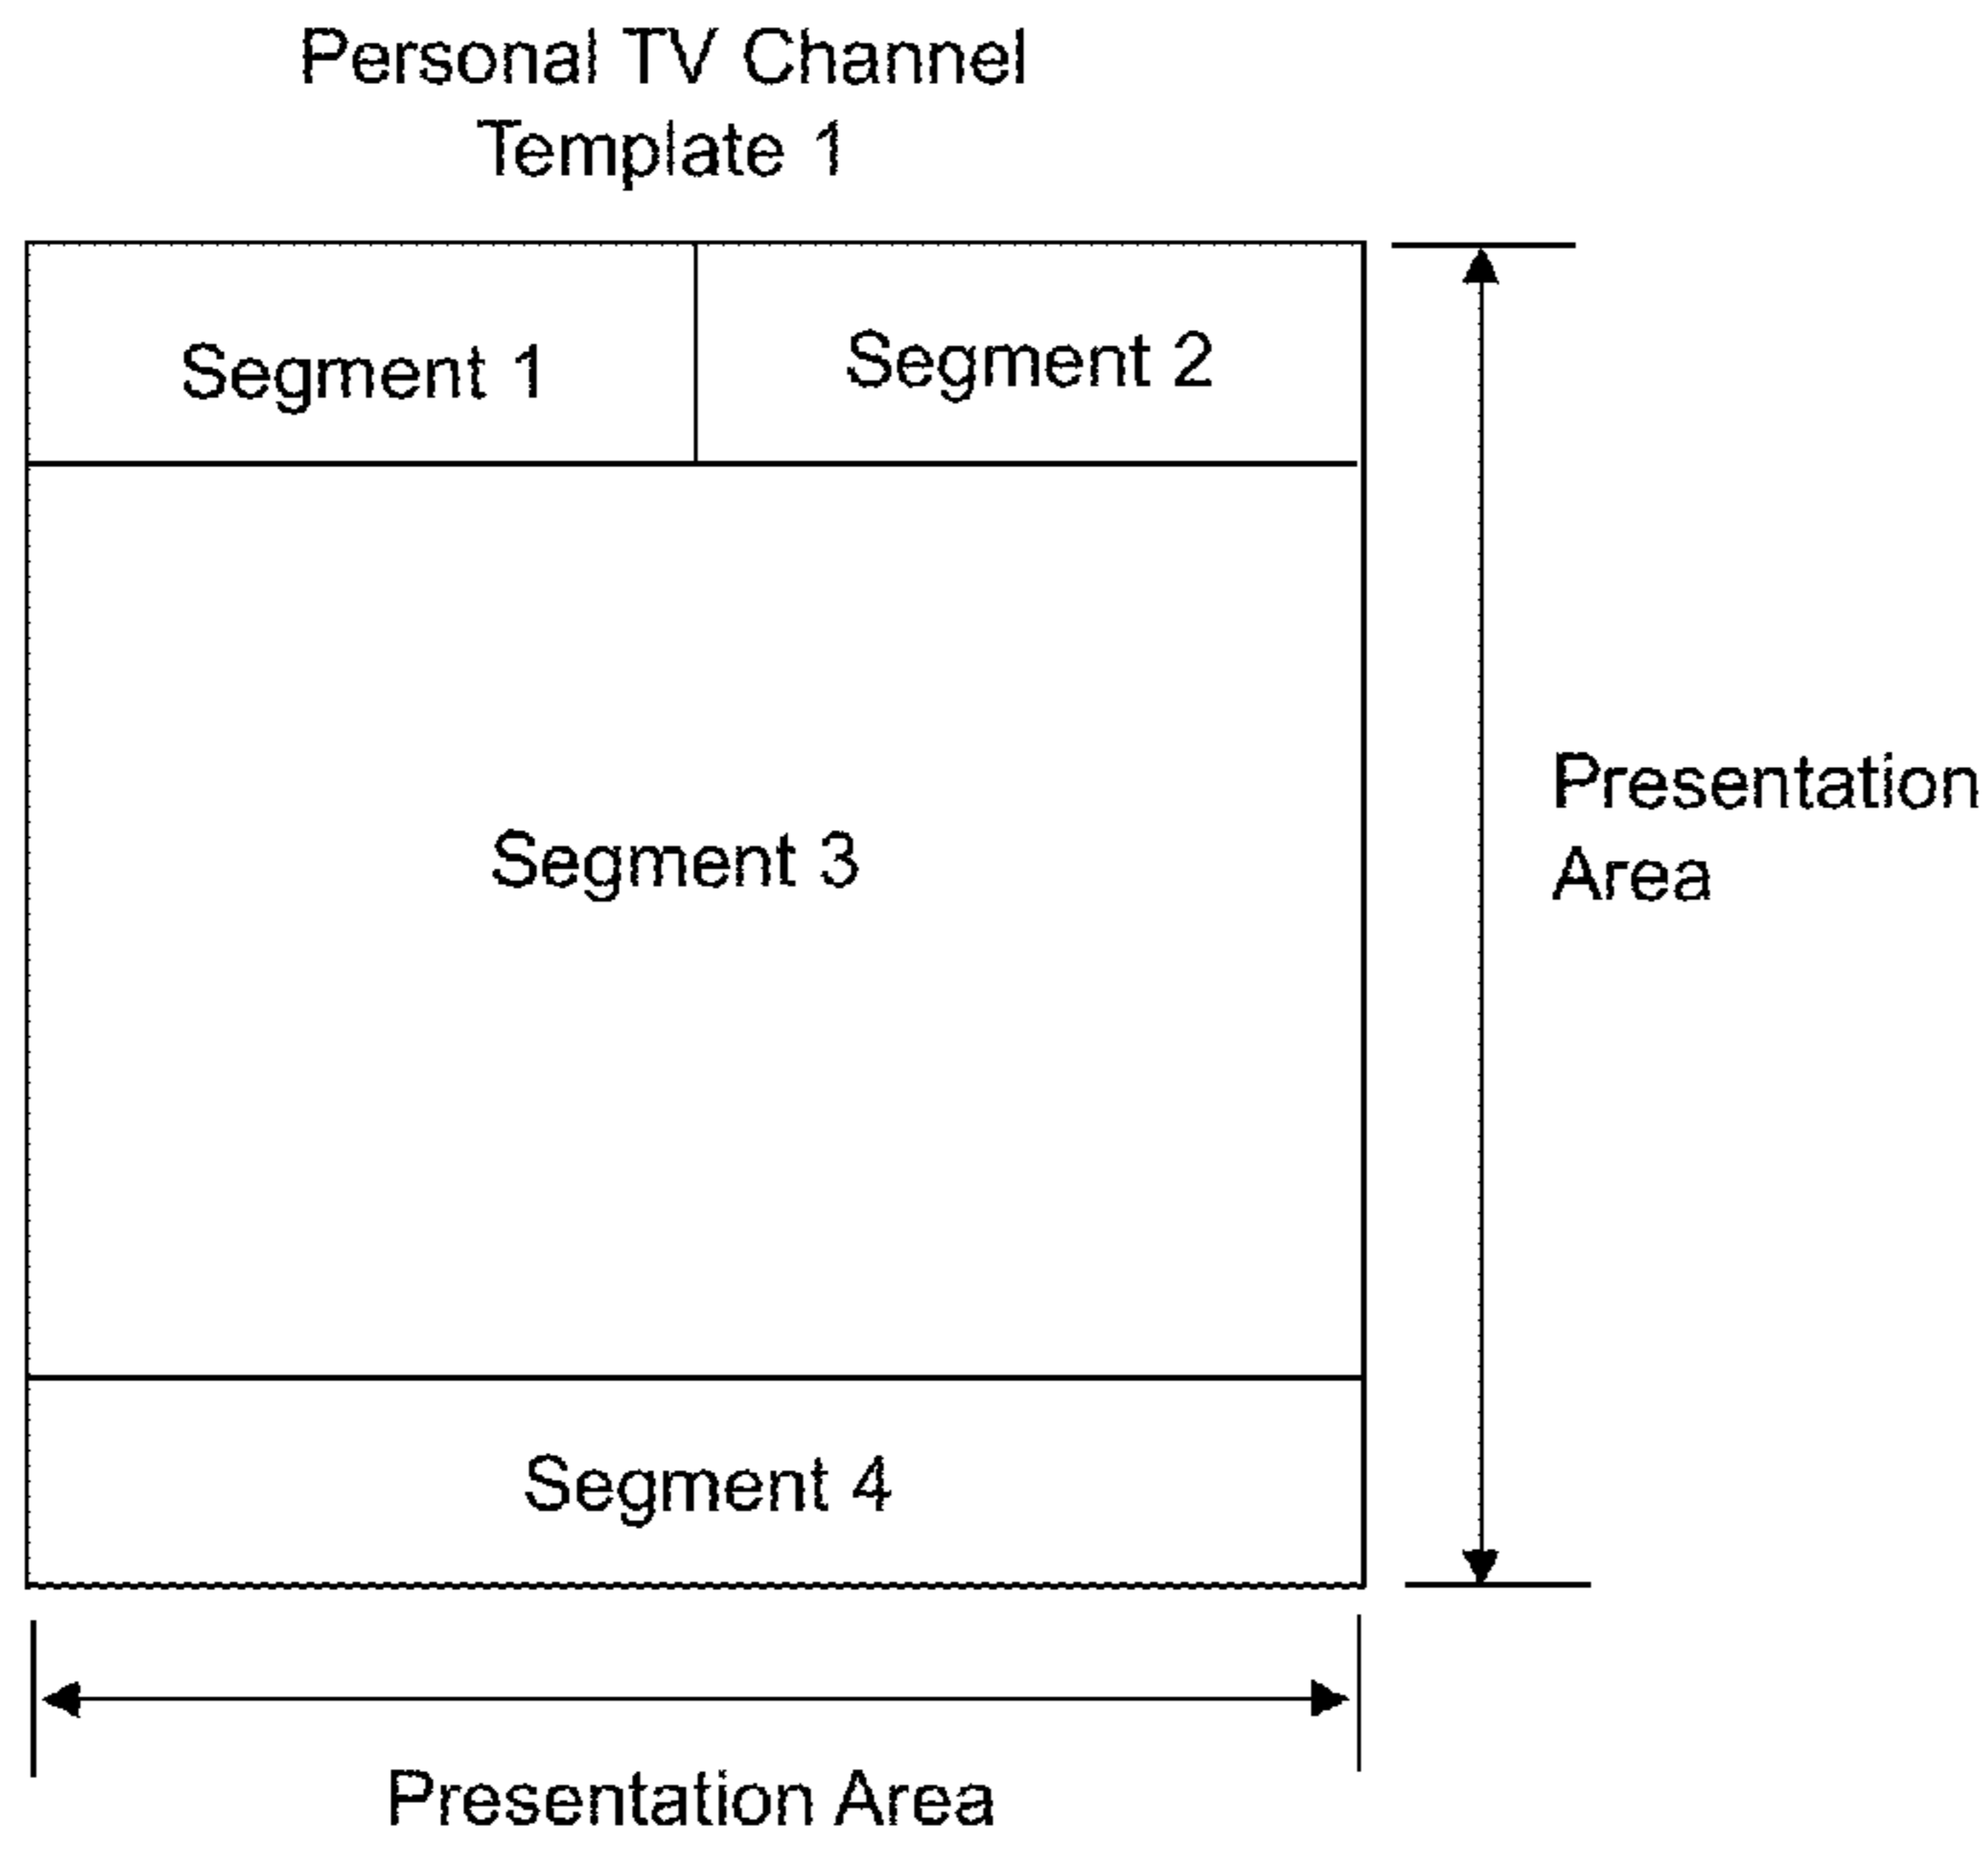 Personal TV Channel
Template 1
Segment 1
Segment 2
Segment 3
Presentation
Area
Segment 4
Presentation Area